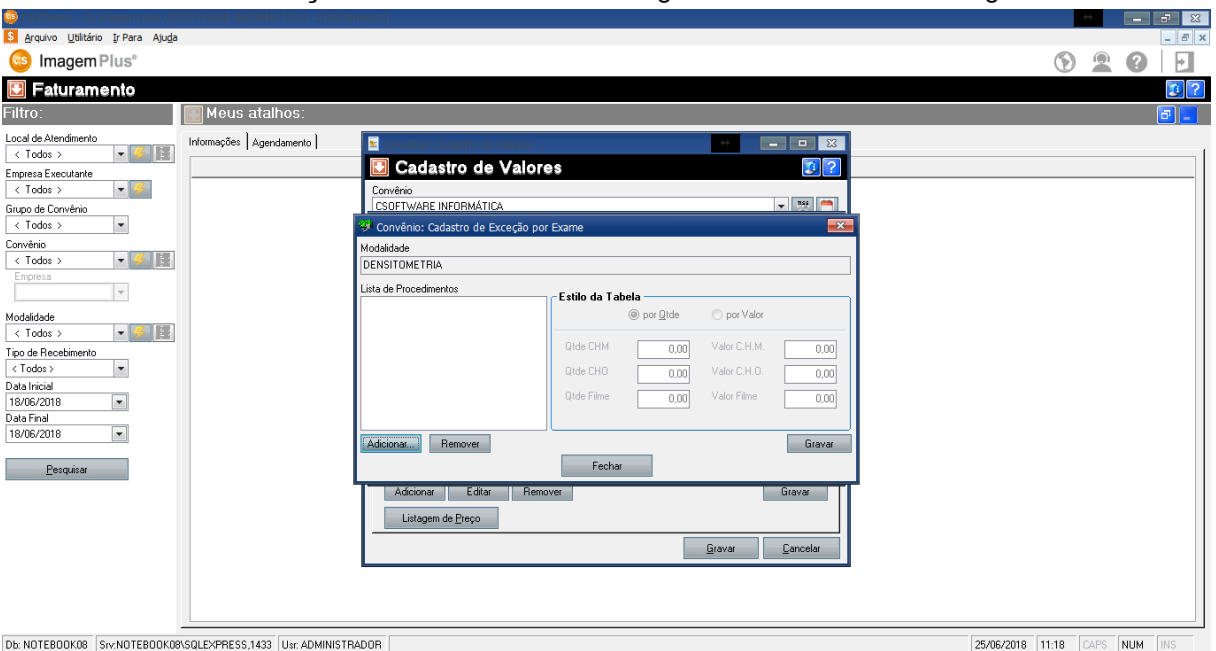 Arquivo Utilitário Ir Para Ajuda
CS ImagemPlus®
Faturamento
Filtro:
Meus atalhos:
Local de Atendimento
< Todos >
Empresa Executante
< Todos >
Grupo de Convênio
< Todos >
Convênio
< Todos >
Empresa
Modalidade
< Todos >
Tipo de Recebimento
< Todos >
Data Inicial
18/06/2018
Data Final
18/06/2018
Pesquisar
Informações Agendamento
Cadastro de Valores
Convênio
CSOFTWARE INFORMÁTICA
Convênio: Cadastro de Exceção por Exame
Modalidade
DENSITOMETRIA
Lista de Procedimentos
Estilo da Tabela
por Qtde por Valor
Qtde CHM 0,00 Valor C.H.M. 0,00
Qtde CHO 0,00 Valor C.H.O. 0,00
Qtde Filme 0,00 Valor Filme 0,00
Adicionar... Remover Gravar
Fechar
Adicionar Editar Remover Gravar
Listagem de Preço
Gravar Cancelar
Db: NOTEBOOK08 Srv:NOTEBOOK08\SQLEXPRESS,1433 Usr: ADMINISTRADOR 25/06/2018 11:18 CAPS NUM INS